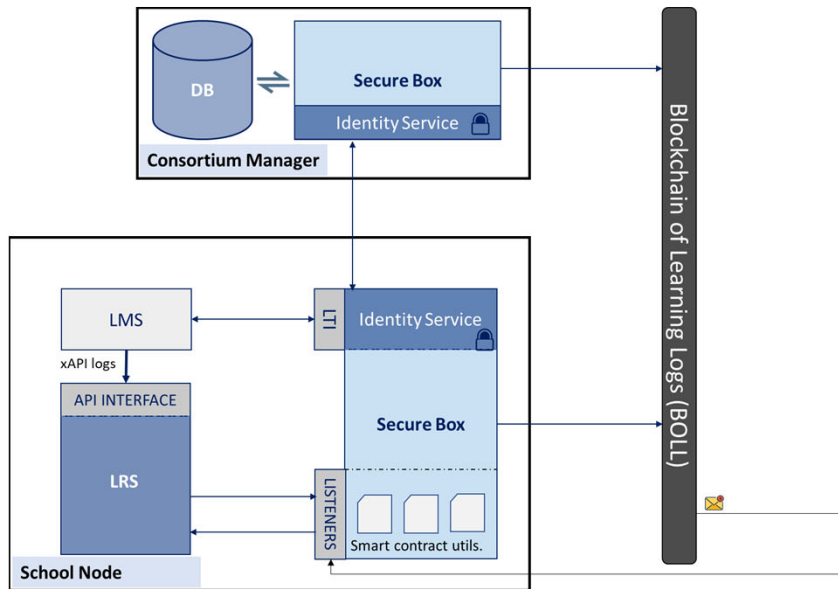 DB
Secure Box
Identity Service
Consortium Manager
LMS
LTI
Identity Service
xAPI logs
API INTERFACE
LRS
Secure Box
LISTENERS
Smart contract utils.
School Node
Blockchain of Learning Logs (BOLL)